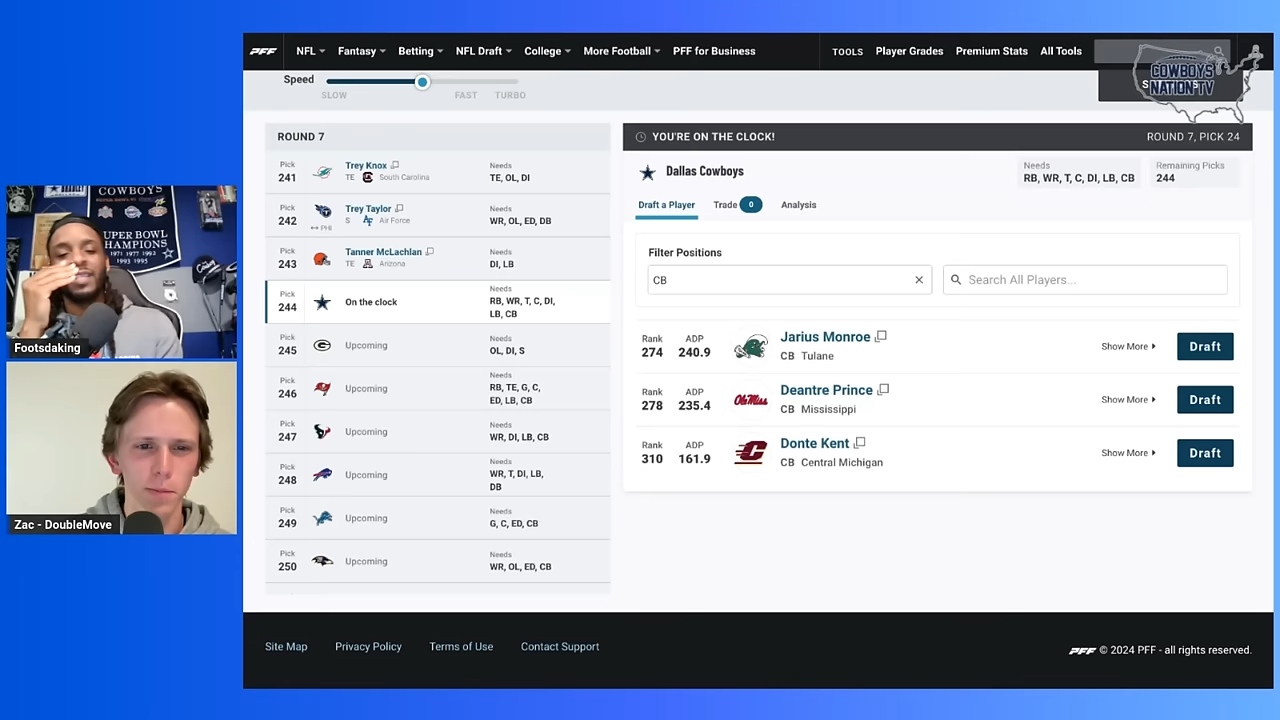 PFF
NFL
Fantasy
Betting
NFL Draft
College
More Football
PFF for Business
TOOLS
Player Grades
Premium Stats
All Tools
COWBOYS
NATION TV
Speed
SLOW
FAST
TURBO
ROUND 7
Pick
241
Trey Knox
TE South Carolina
Needs
TE, OL, DI
Pick
242
PHI
Trey Taylor
S Air Force
Needs
WR, OL, ED, DB
Pick
243
Tanner McLachlan
TE Arizona
Needs
DI, LB
Pick
244
On the clock
Needs
RB, WR, T, C, DI,
LB, CB
Pick
245
Upcoming
Needs
OL, DI, S
Pick
246
Upcoming
Needs
RB, TE, G, C,
ED, LB, CB
Pick
247
Upcoming
Needs
WR, DI, LB, CB
Pick
248
Upcoming
Needs
WR, T, DI, LB,
DB
Pick
249
Upcoming
Needs
G, C, ED, CB
Pick
250
Upcoming
Needs
WR, OL, ED, CB
YOU'RE ON THE CLOCK!
ROUND 7, PICK 24
Dallas Cowboys
Needs
RB, WR, T, C, DI, LB, CB
Remaining Picks
244
Draft a Player
Trade 0
Analysis
Filter Positions
CB
Search All Players...
Rank
274
ADP
240.9
Jarius Monroe
CB Tulane
Show More
Draft
Rank
278
ADP
235.4
Ole Miss
Deantre Prince
CB Mississippi
Show More
Draft
Rank
310
ADP
161.9
Donte Kent
CB Central Michigan
Show More
Draft
COWBOYS
SUPER BOWL
CHAMPIONS
1971 1977 1992
1993 1995
Cowboys
Footsdaking
Zac - DoubleMove
Site Map
Privacy Policy
Terms of Use
Contact Support
PFF © 2024 PFF - all rights reserved.